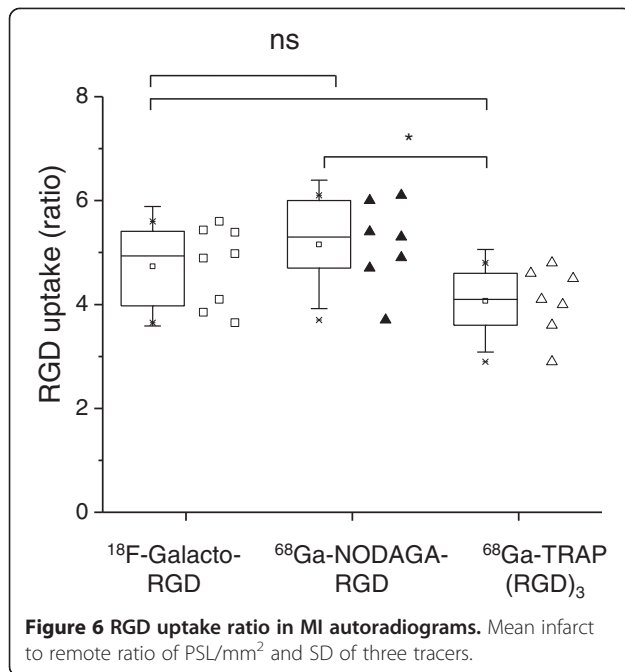 ns
*
8
6
4
2
0
RGD uptake (ratio)
¹⁸F-Galacto-
RGD
⁶⁸Ga-NODAGA-
RGD
⁶⁸Ga-TRAP
(RGD)₃
Figure 6 RGD uptake ratio in MI autoradiograms. Mean infarct
to remote ratio of PSL/mm² and SD of three tracers.